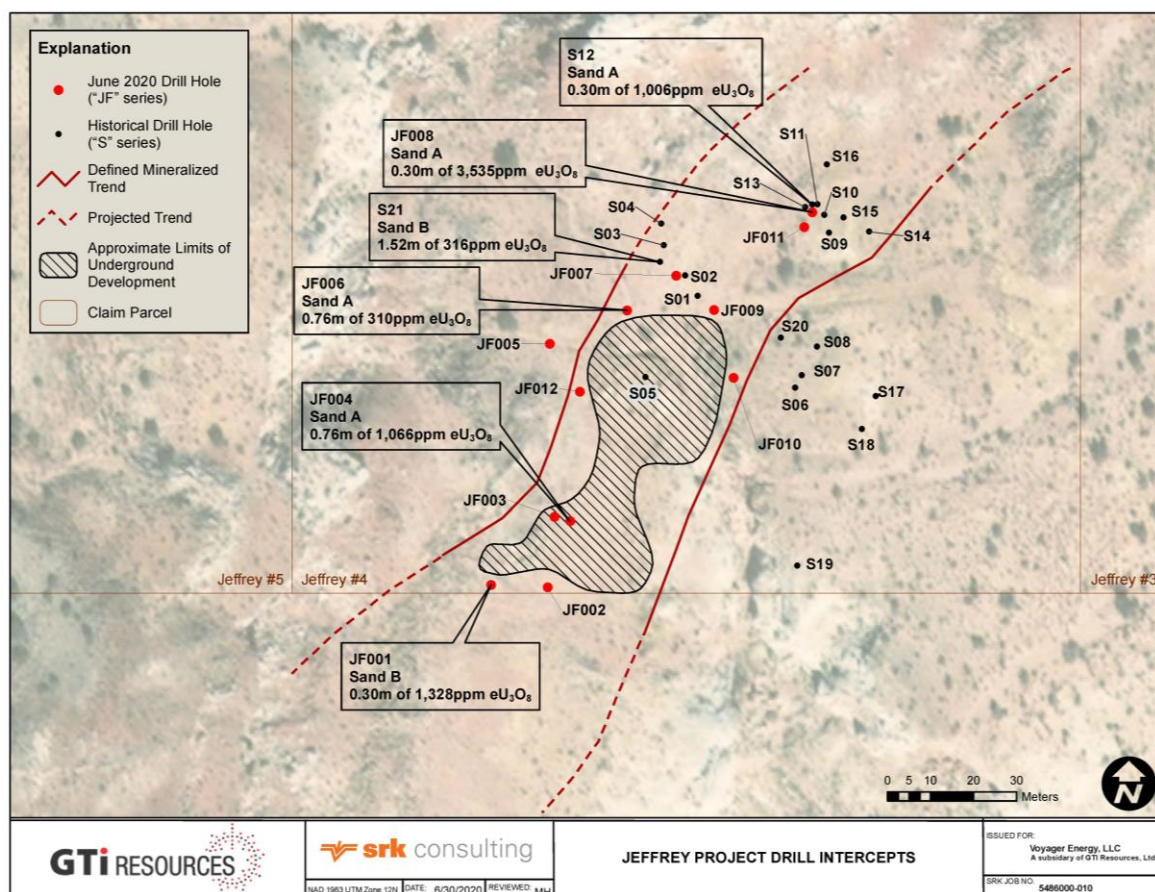 Explanation
June 2020 Drill Hole
("JF" series)
Historical Drill Hole
("S" series)
Defined Mineralized
Trend
Projected Trend
Approximate Limits of
Underground
Development
Claim Parcel
S12
Sand A
0.30m of 1,006ppm eU₃O₈
JF008
Sand A
0.30m of 3,535ppm eU₃O₈
S21
Sand B
1.52m of 316ppm eU₃O₈
JF006
Sand A
0.76m of 310ppm eU₃O₈
JF004
Sand A
0.76m of 1,066ppm eU₃O₈
JF001
Sand B
0.30m of 1,328ppm eU₃O₈
S11
S16
S13
S10
S15
S04
JF011
S09
S14
S03
JF007
S02
S01
JF009
S20
S08
JF005
S07
S05
JF012
S06
S17
JF010
S18
JF003
S19
JF002
Jeffrey #5
Jeffrey #4
Jeffrey #3
0 5 10 20 30
Meters
N
GTi RESOURCES
srk consulting
NAD 1983 UTM Zone 12N
DATE: 6/30/2020
REVIEWED: MH
JEFFREY PROJECT DRILL INTERCEPTS
ISSUED FOR:
Voyager Energy, LLC
A subsidary of GTI Resources, Ltd
SRK JOB NO.
5486000-010